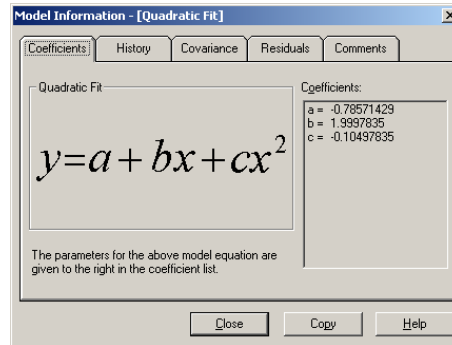 Model Information - [Quadratic Fit]
Coefficients History Covariance Residuals Comments
Quadratic Fit
y=a+bx+cx²
The parameters for the above model equation are
given to the right in the coefficient list.
Coefficients:
a = -0.78571429
b = 1.9997835
c = -0.10497835
Close Copy Help